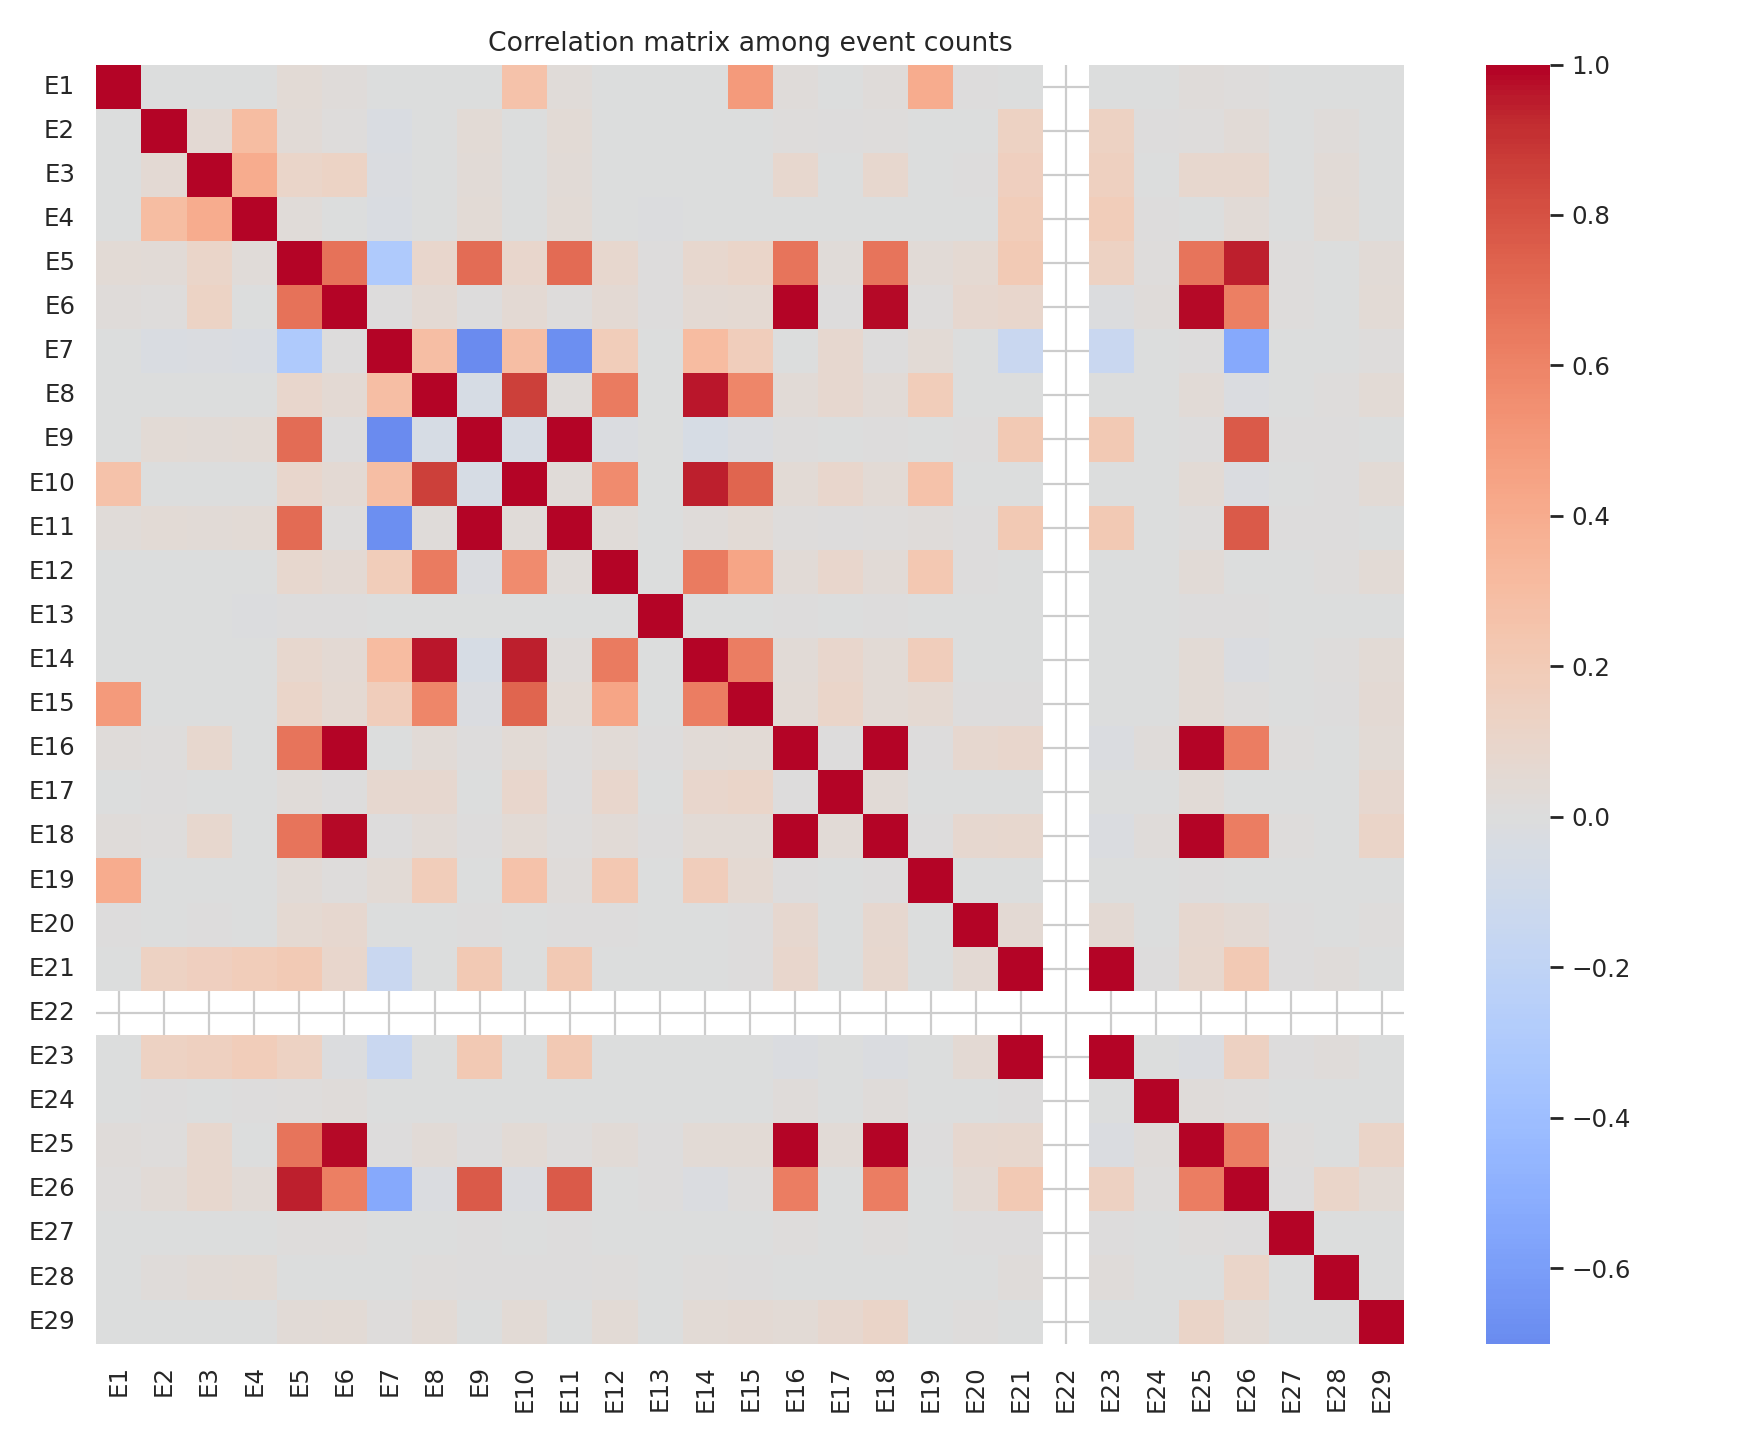 Correlation matrix among event counts
E1
E2
E3
E4
E5
E6
E7
E8
E9
E10
E11
E12
E13
E14
E15
E16
E17
E18
E19
E20
E21
E22
E23
E24
E25
E26
E27
E28
E29
E1 E2 E3 E4 E5 E6 E7 E8 E9 E10 E11 E12 E13 E14 E15 E16 E17 E18 E19 E20 E21 E22 E23 E24 E25 E26 E27 E28 E29
1.0
0.8
0.6
0.4
0.2
0.0
−0.2
−0.4
−0.6